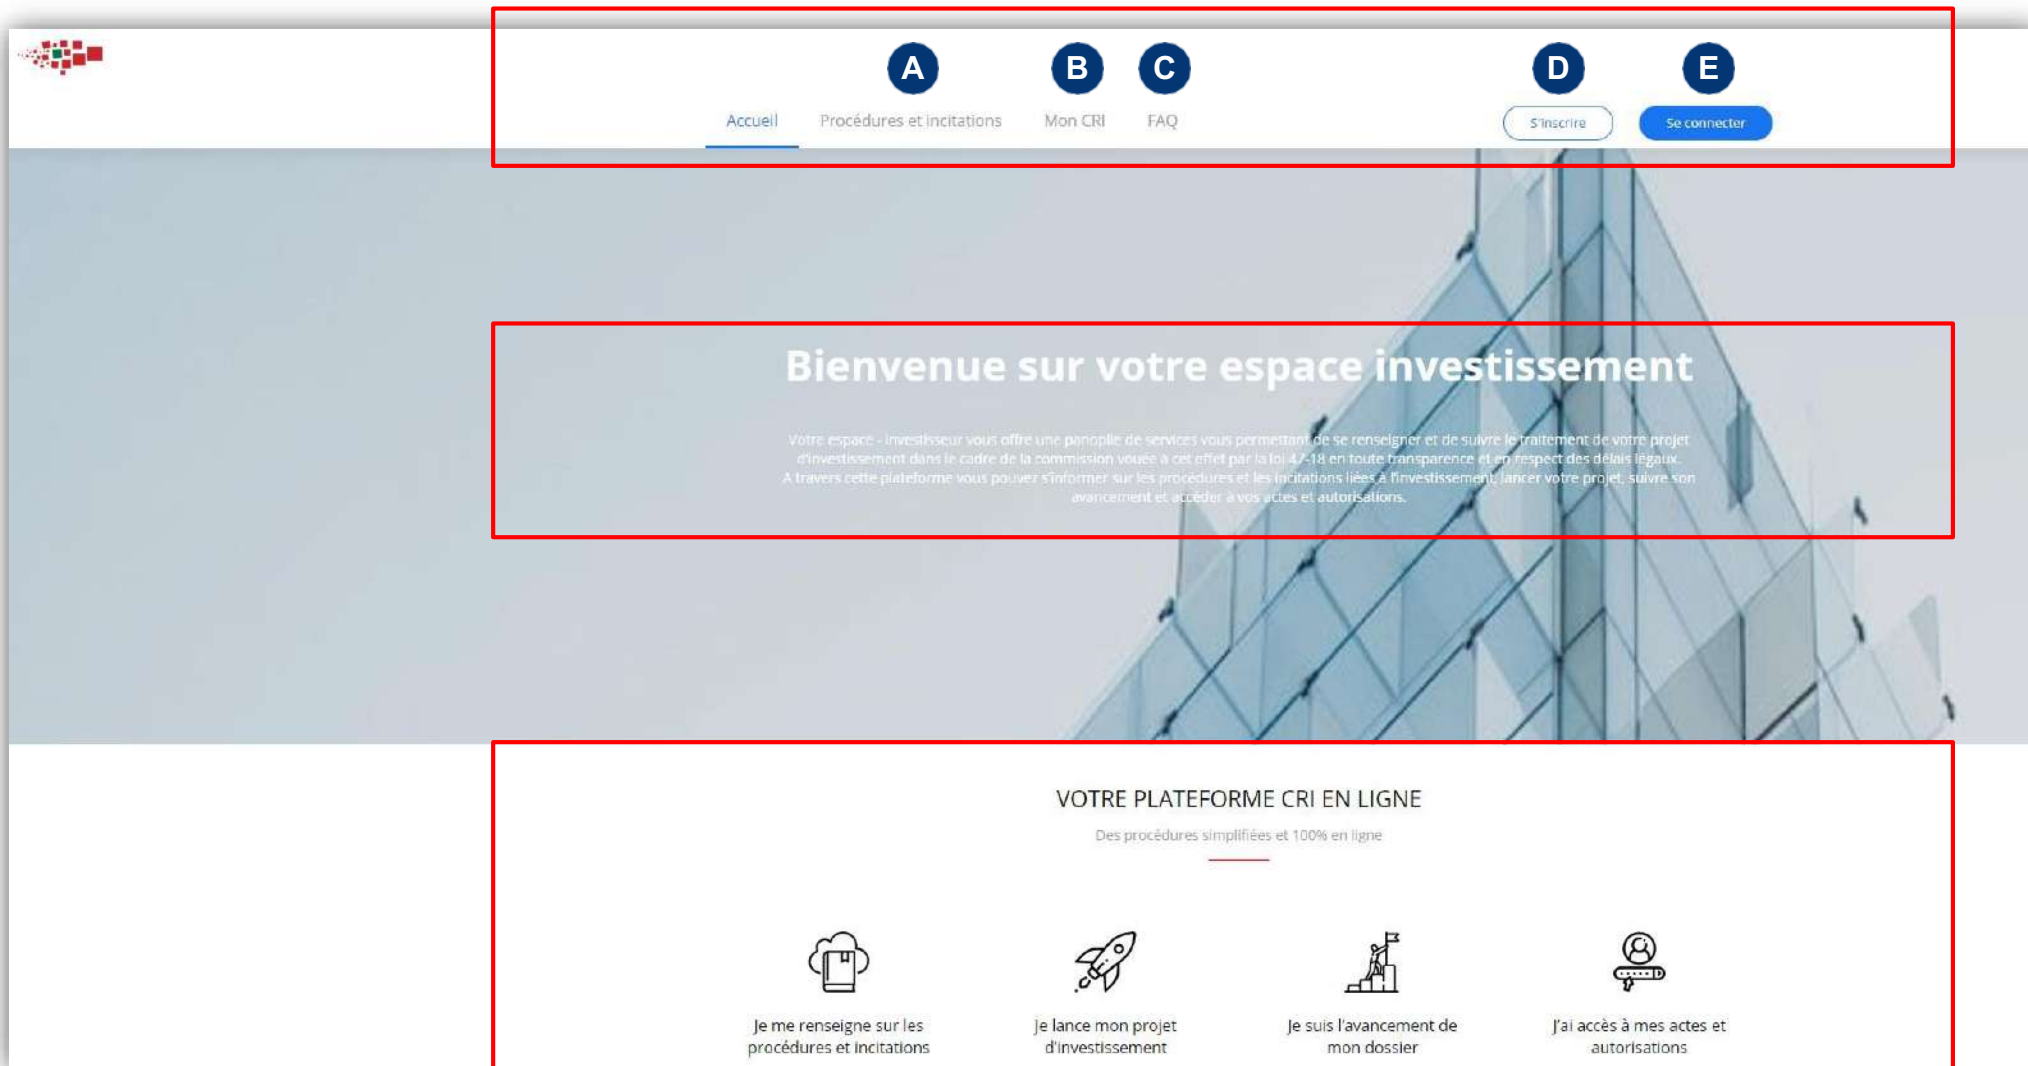 A B C D E
Accueil Procédures et incitations Mon CRI FAQ S'inscrire Se connecter
Bienvenue sur votre espace investissement
Votre espace - investisseur vous offre une panoplie de services vous permettant de se renseigner et de suivre le traitement de votre projet
d'investissement dans le cadre de la commission vouée à cet effet par la loi 47-18 en toute transparence et en respect des délais légaux.
A travers cette plateforme vous pouver s'informer sur les procédures et les incitations liées à l'investissement, lancer votre projet, suivre son
avancement et accéder à vos actes et autorisations.
VOTRE PLATEFORME CRI EN LIGNE
Des procédures simplifiées et 100% en ligne
Je me renseigne sur les
procédures et incitations
Je lance mon projet
d'investissement
Je suis l'avancement de
mon dossier
J'ai accès à mes actes et
autorisations